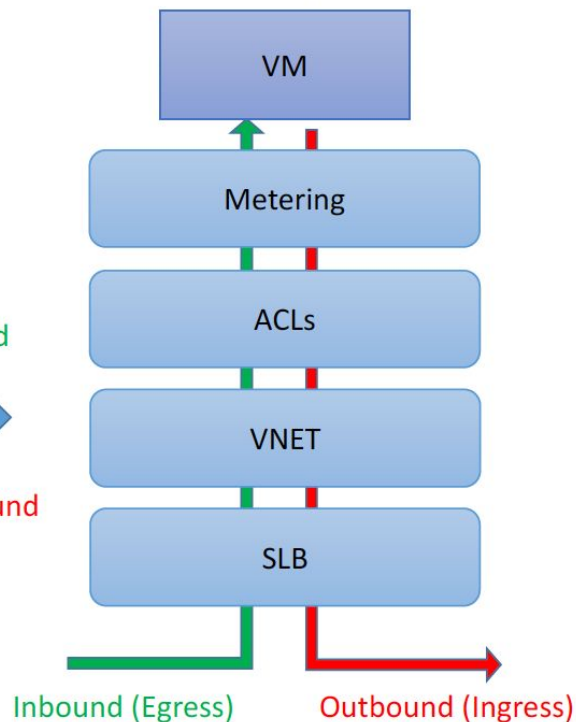 VM
Metering
ACLs
VNET
SLB
Inbound (Egress)
Outbound (Ingress)